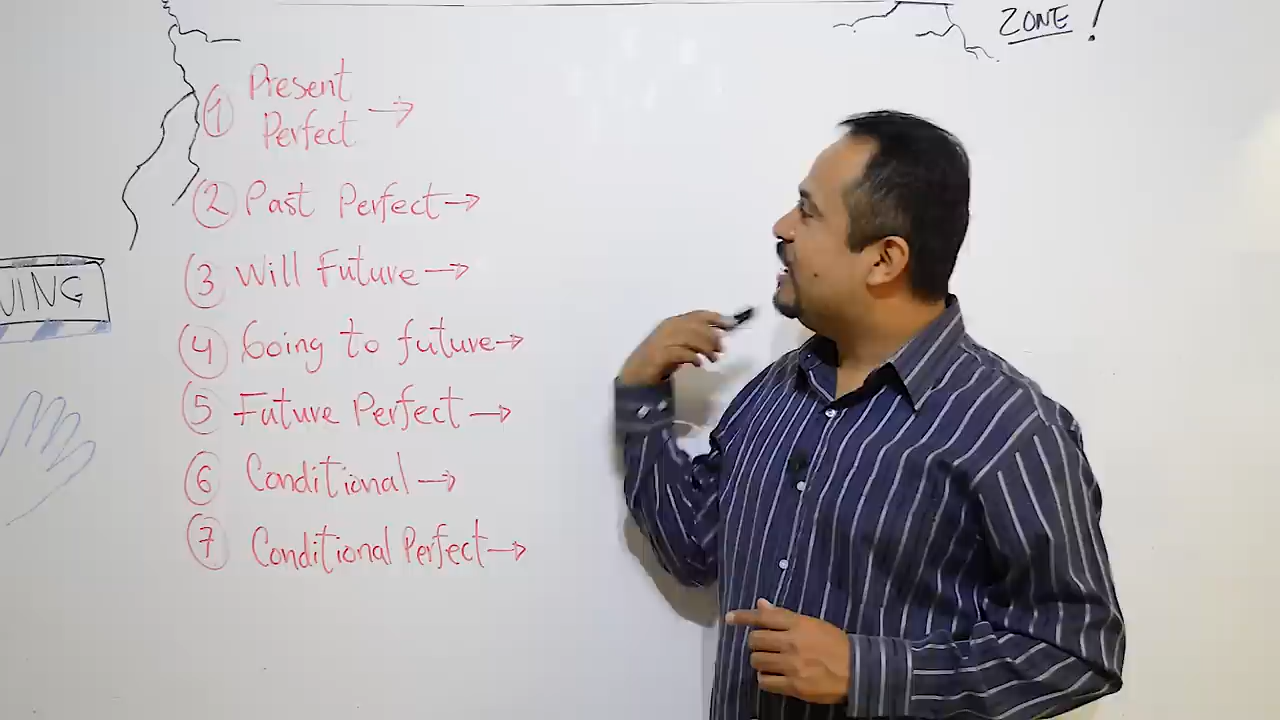 ZONE!
① Present
Perfect →
② Past Perfect →
③ Will Future →
VING
④ Going to future →
⑤ Future Perfect →
⑥ Conditional →
⑦ Conditional Perfect →